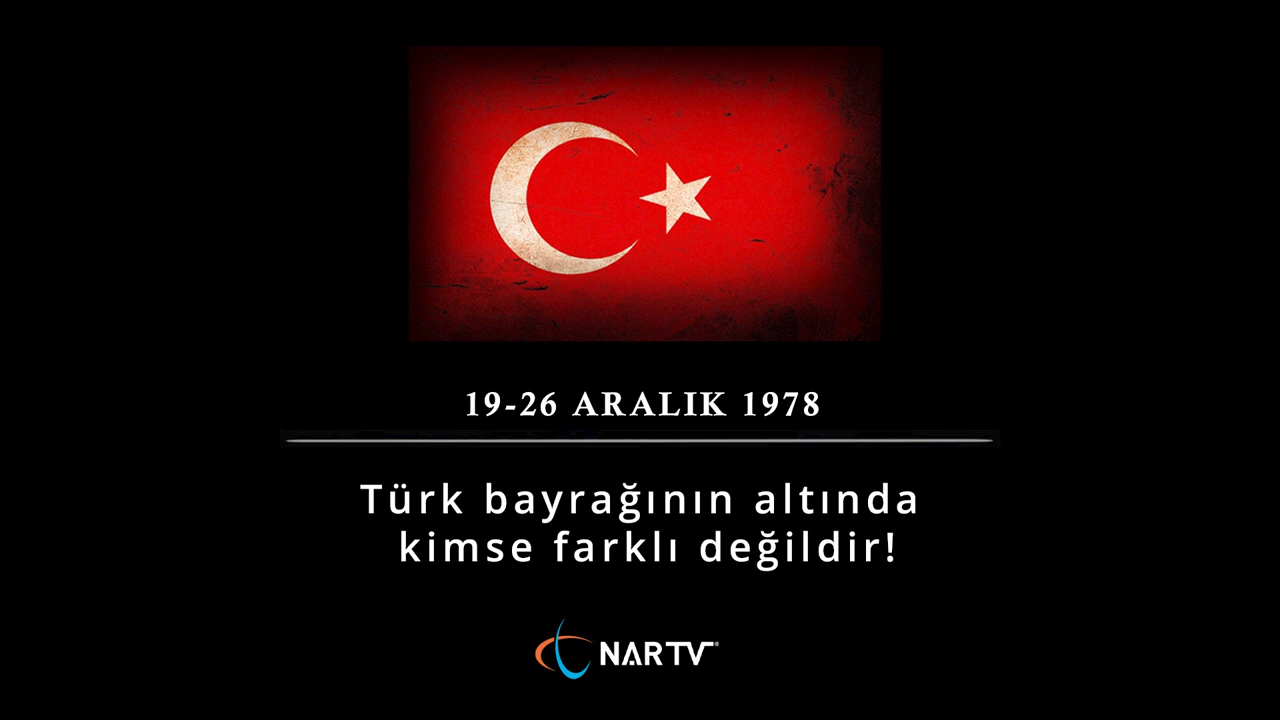 19-26 ARALIK 1978
Türk bayrağının altında
kimse farklı değildir!
NARTV®